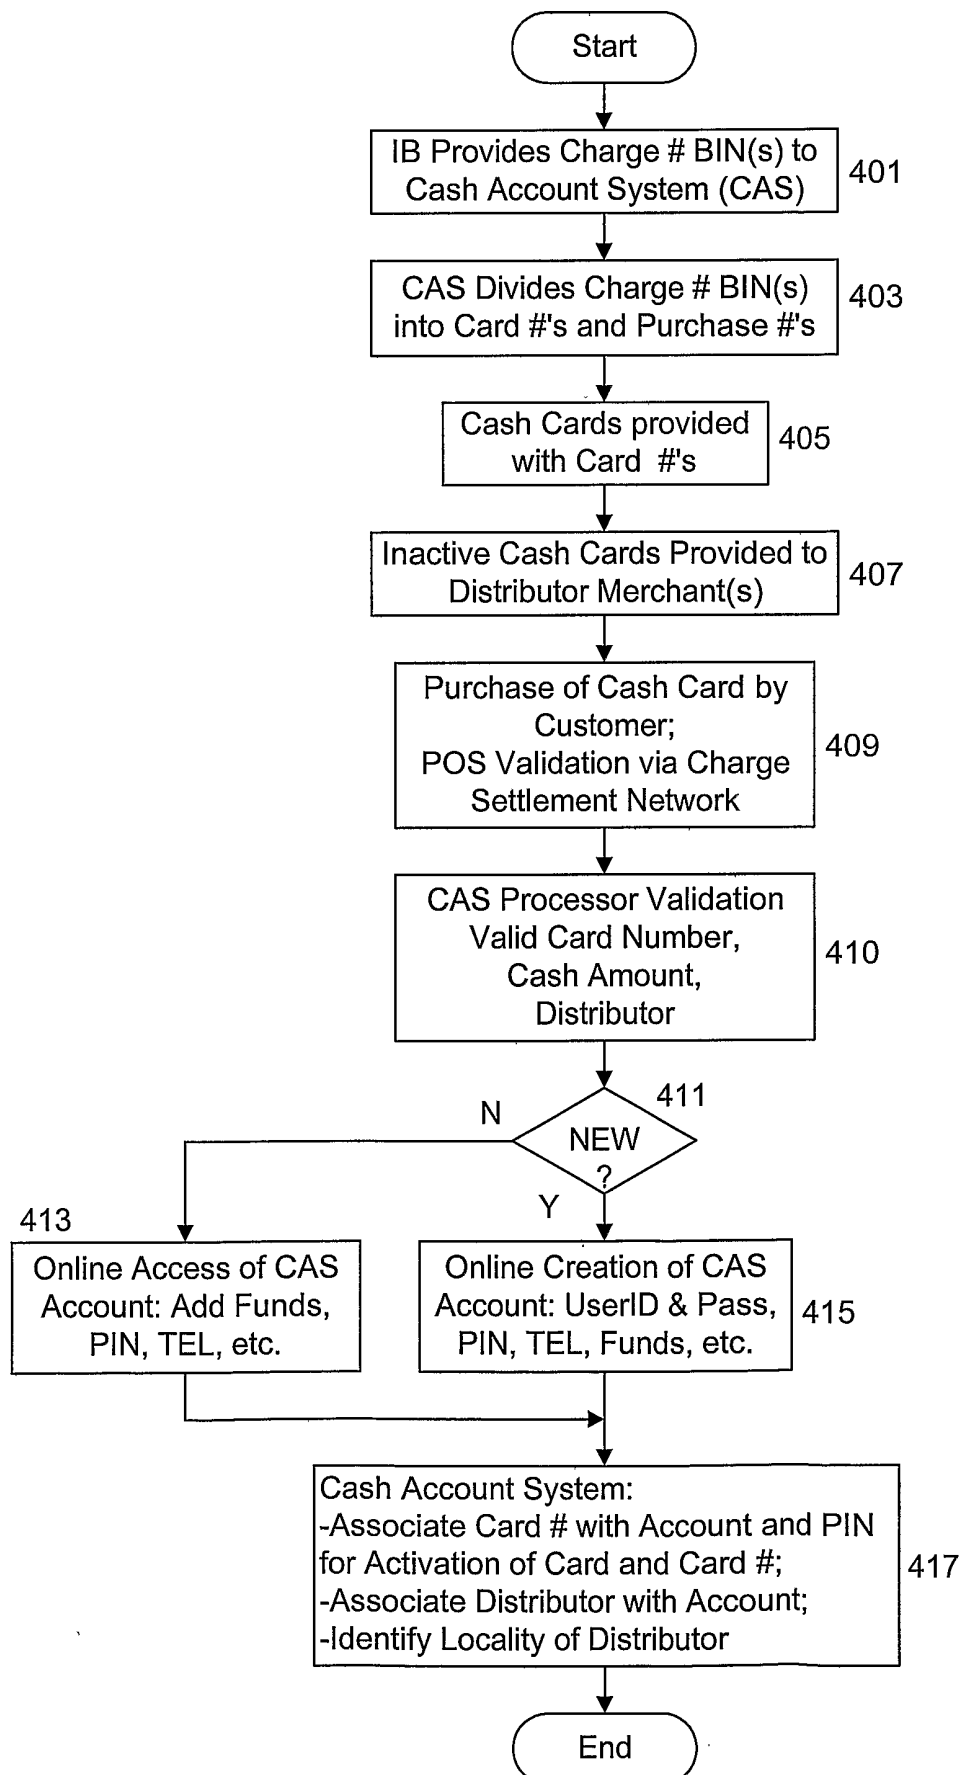 Start
IB Provides Charge # BIN(s) to
Cash Account System (CAS)
401
CAS Divides Charge # BIN(s)
into Card #'s and Purchase #'s
403
Cash Cards provided
with Card #'s
405
Inactive Cash Cards Provided to
Distributor Merchant(s)
407
Purchase of Cash Card by
Customer;
POS Validation via Charge
Settlement Network
409
CAS Processor Validation
Valid Card Number,
Cash Amount,
Distributor
410
411
N
NEW
?
Y
413
Online Access of CAS
Account: Add Funds,
PIN, TEL, etc.
Online Creation of CAS
Account: UserID & Pass,
PIN, TEL, Funds, etc.
415
Cash Account System:
-Associate Card # with Account and PIN
for Activation of Card and Card #;
-Associate Distributor with Account;
-Identify Locality of Distributor
417
End